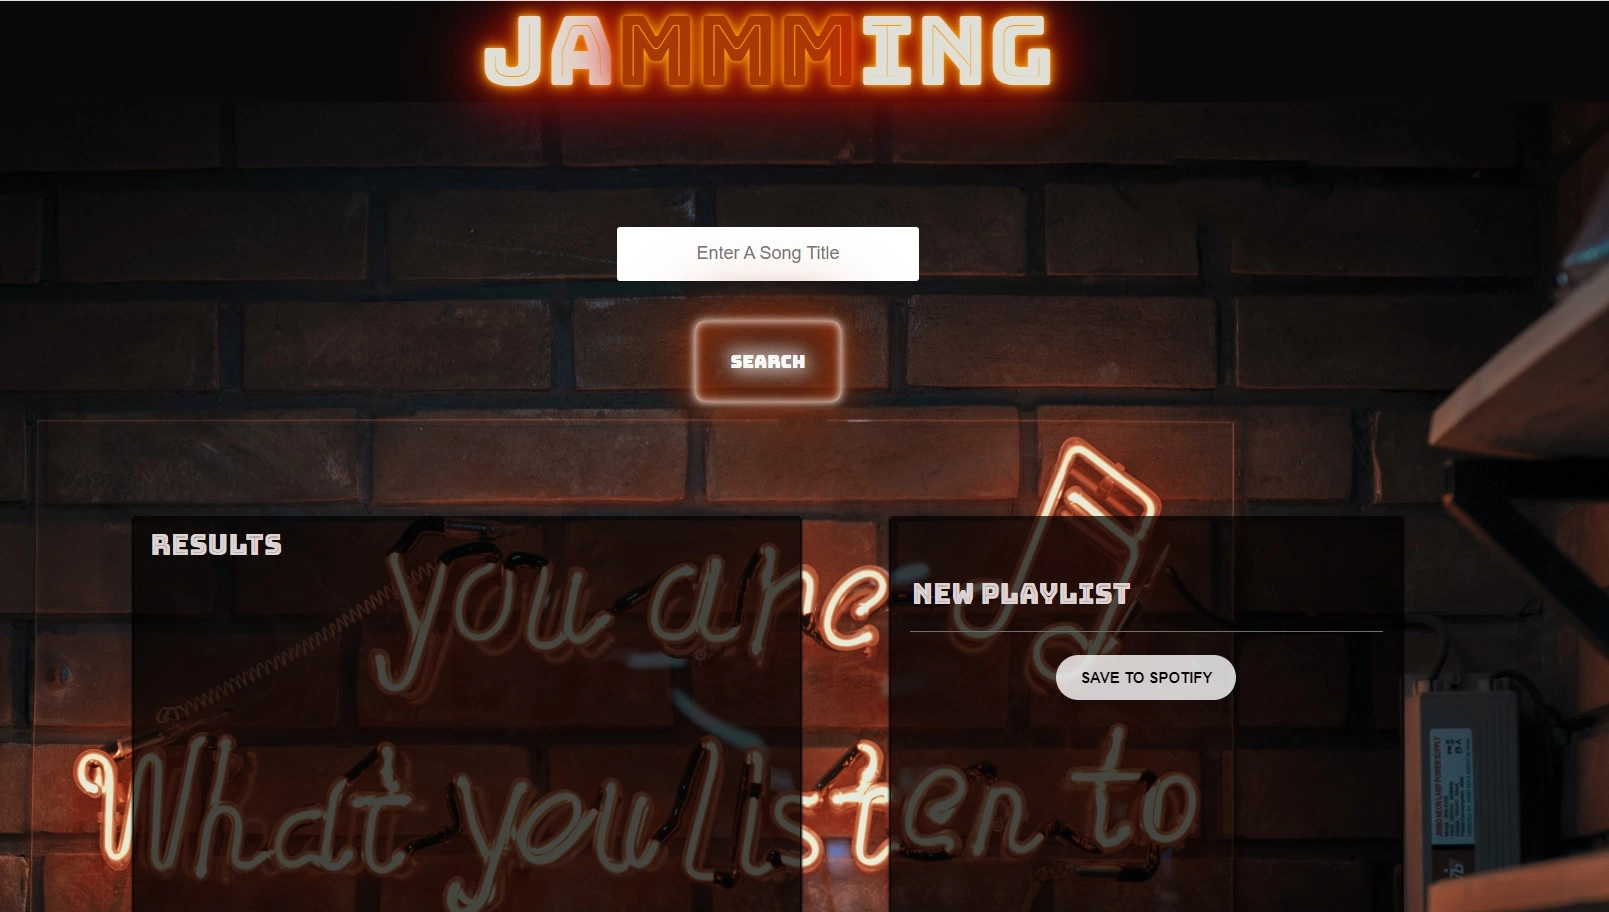 JAMMMING
Enter A Song Title
SEARCH
RESULTS
NEW PLAYLIST
SAVE TO SPOTIFY
you are
What you listen to